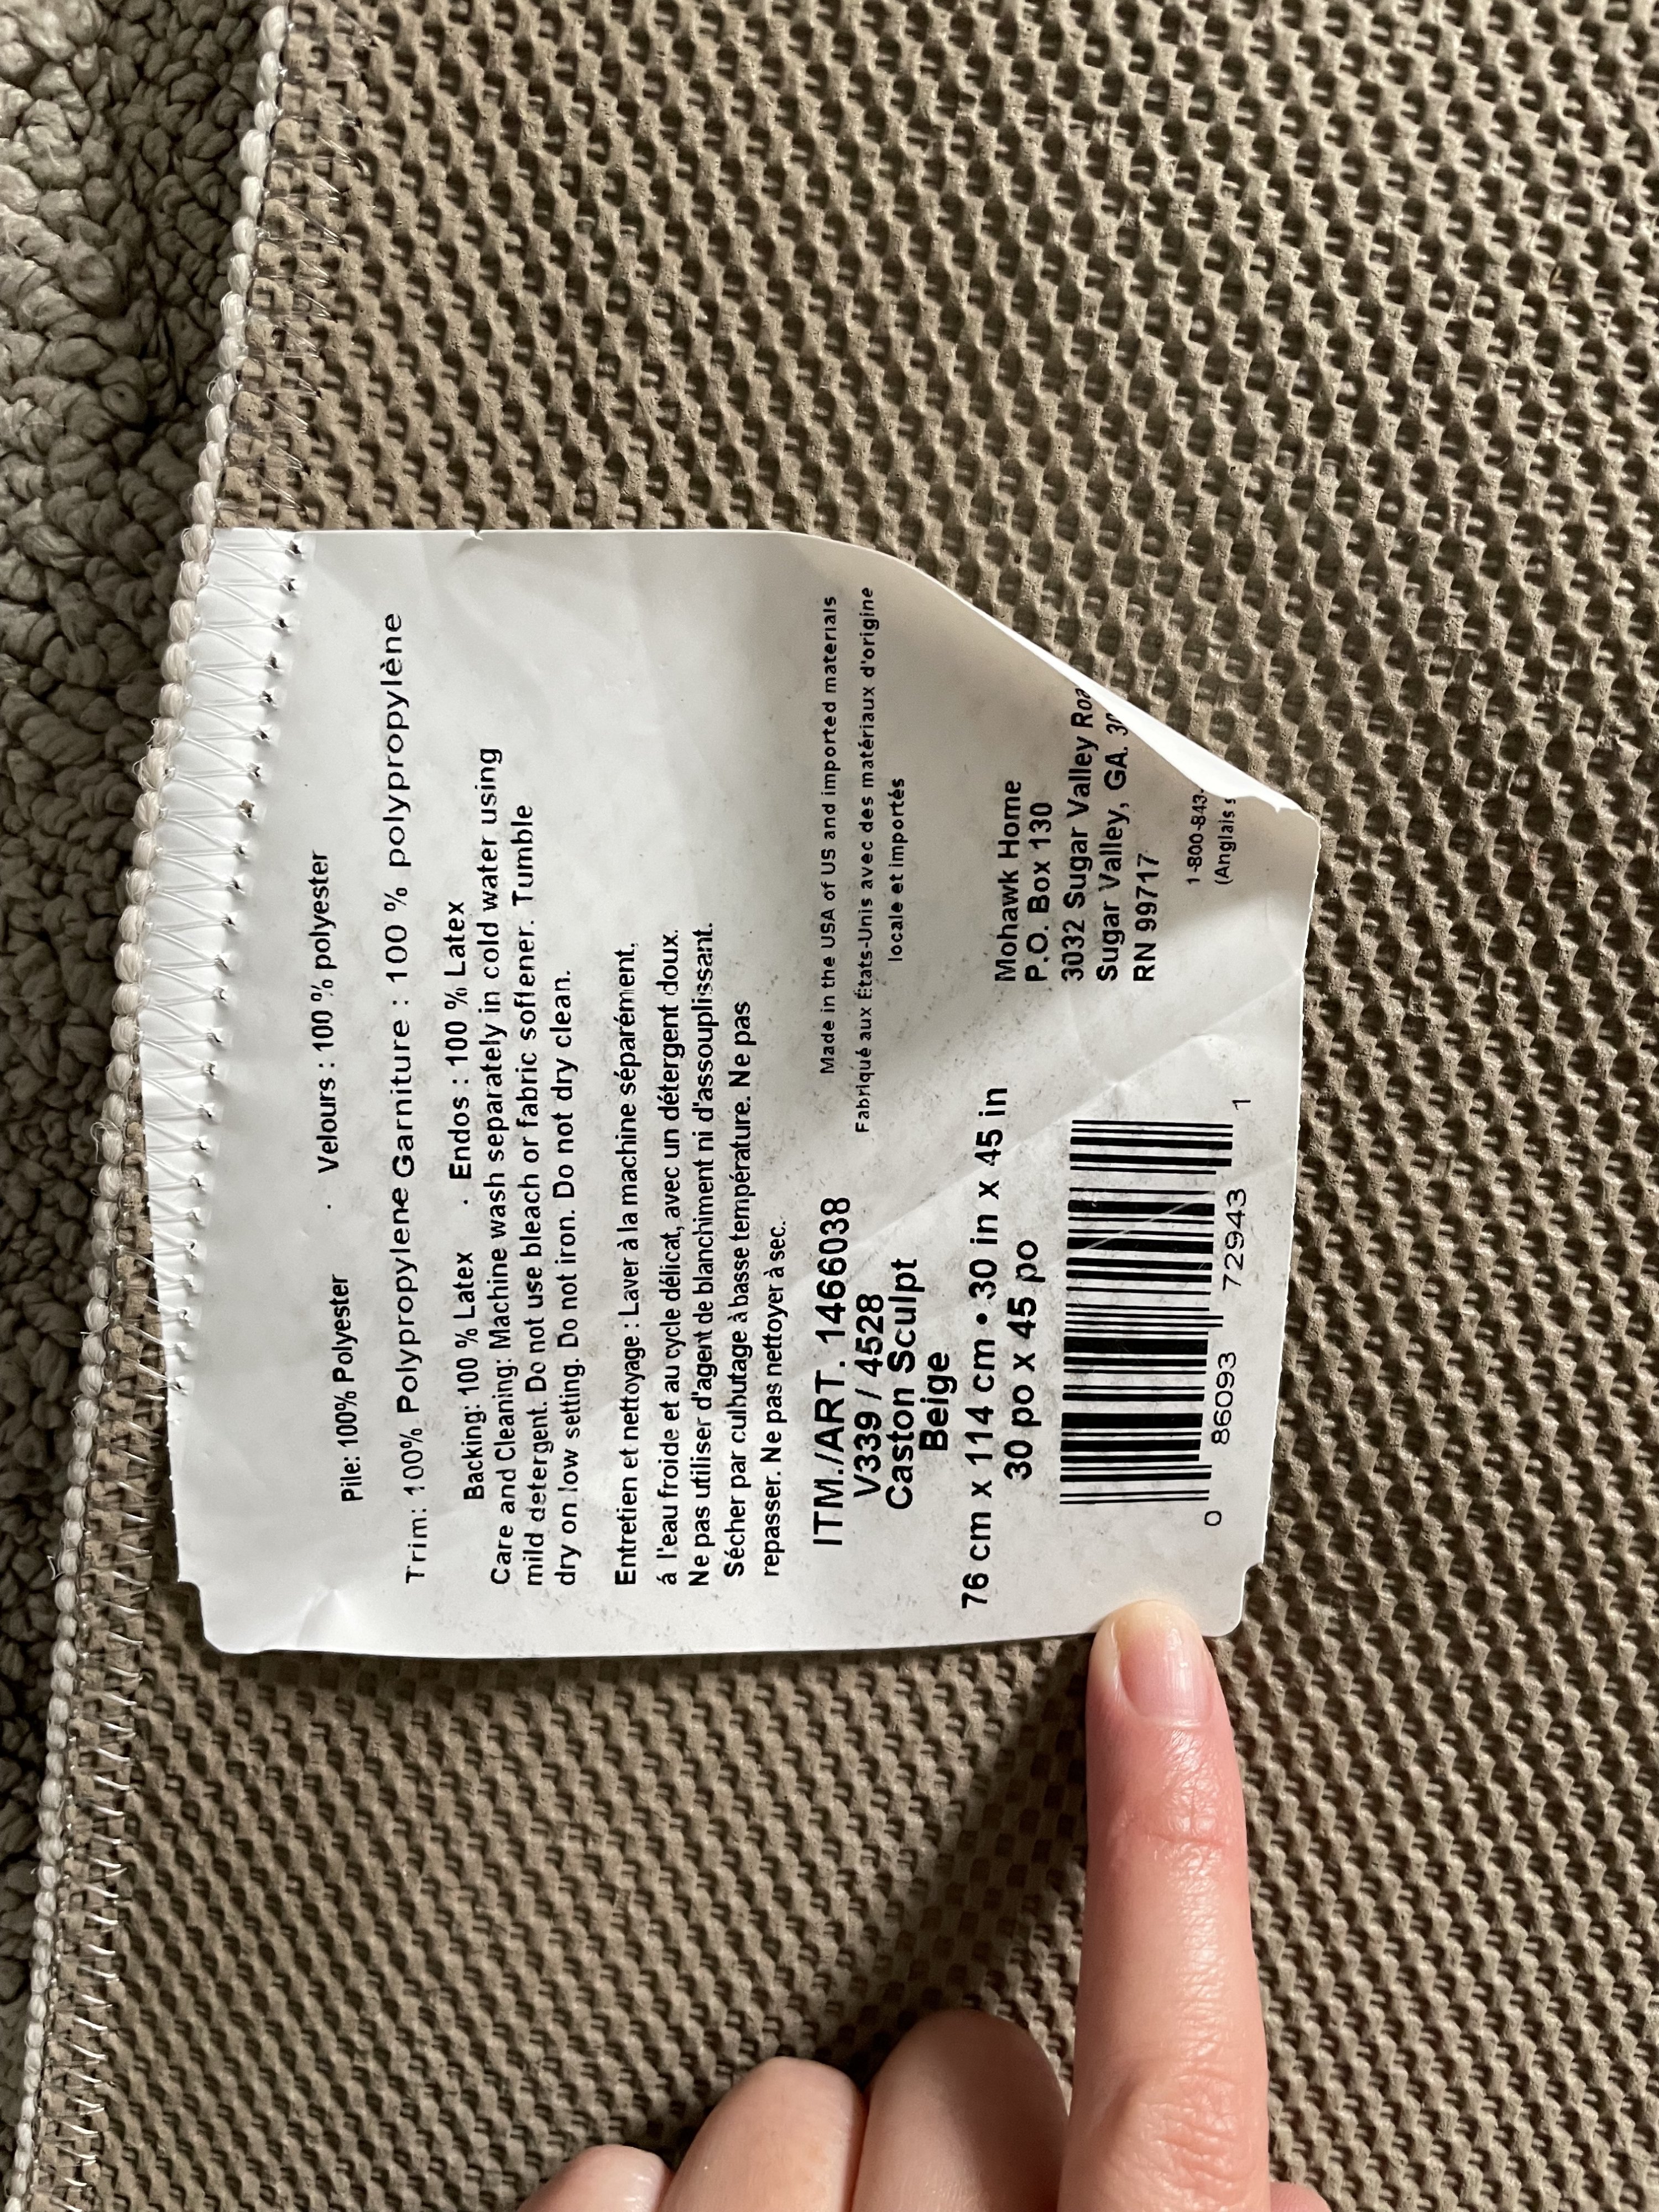 Pile: 100% Polyester . Velours : 100 % polyester
Trim: 100% Polypropylene Garniture : 100 % polypropylène
Backing: 100 % Latex . Endos : 100 % Latex
Care and Cleaning: Machine wash separately in cold water using
mild detergent. Do not use bleach or fabric softener. Tumble
dry on low setting. Do not iron. Do not dry clean.
Entretien et nettoyage : Laver à la machine séparément.
á l'eau froide et au cycle délicat, avec un détergent doux.
Ne pas utiliser d'agent de blanchiment ni d'assouplissant.
Sécher par culbutage à basse température. Ne pas
repasser. Ne pas nettoyer à sec.
Made in the USA of US and imported materials
Fabriqué aux États-Unis avec des matériaux d'origine
locale et importés
ITM./ART. 1466038
V339 / 4528
Caston Sculpt
Beige
76 cm x 114 cm • 30 in x 45 in
30 po x 45 po
0 86093 72943 1
Mohawk Home
P.O. Box 130
3032 Sugar Valley
Sugar Valley, GA.
RN 99717
1-800-843-
(Anglais